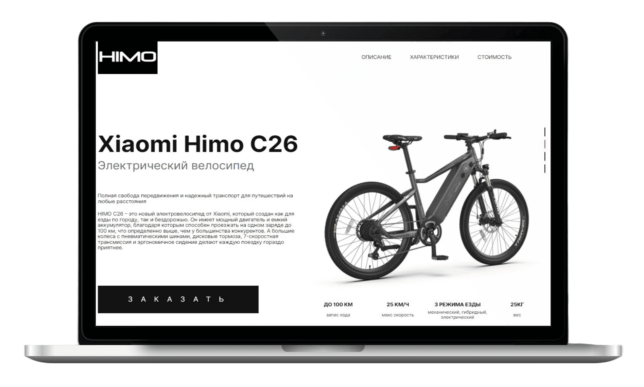 HIMO
ОПИСАНИЕ ХАРАКТЕРИСТИКИ СТОИМОСТЬ
Xiaomi Himo C26
Электрический велосипед
Полная свобода передвижения и надежный транспорт для путешествий на
любые расстояния
HIMO C26 – это новый электровелосипед от Xiaomi, который создан как для
езды по городу, так и бездорожью. Он имеет мощный двигатель и емкий
аккумулятор, благодаря которым способен проезжать на одном заряде до
100 км, что определенно выше, чем у большинства конкурентов. А большие
колеса с пневматическими шинами, дисковые тормоза, 7-скоростная
трансмиссия и эргономичное сидение делают каждую поездку гораздо
приятнее.
ЗАКАЗАТЬ
ДО 100 КМ 25 КМ/Ч 3 РЕЖИМА ЕЗДЫ 25КГ
запас хода макс скорость механический, гибридный, вес
электрический